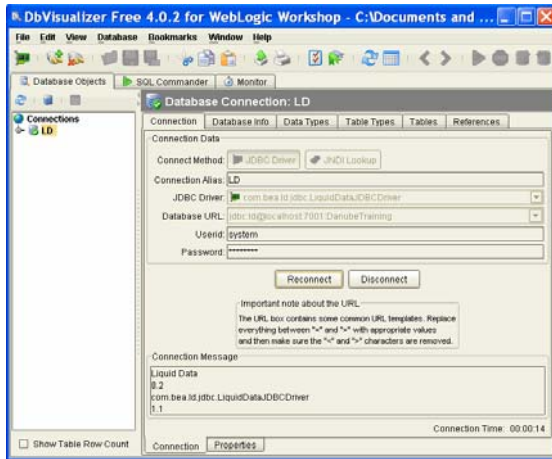 DbVisualizer Free 4.0.2 for WebLogic Workshop - C:\Documents and ...
File Edit View Database Bookmarks Window Help
Database Objects SQL Commander Monitor
Database Connection: LD
Connections
LD
Connection Database Info Data Types Table Types Tables References
Connection Data
Connect Method: JDBC Driver JNDI Lookup
Connection Alias: LD
JDBC Driver: com.bea.ld.jdbc.LiquidDataJDBCDriver
Database URL: jdbc:ld@localhost:7001:DanubeTraining
Userid: system
Password: ********
Reconnect Disconnect
Important note about the URL
The URL box contains some common URL templates. Replace
everything between "<" and ">" with appropriate values
and then make sure the "<" and ">" characters are removed.
Connection Message
Liquid Data
8.2
com.bea.ld.jdbc.LiquidDataJDBCDriver
1.1
Connection Time: 00:00:14
Show Table Row Count
Connection Properties